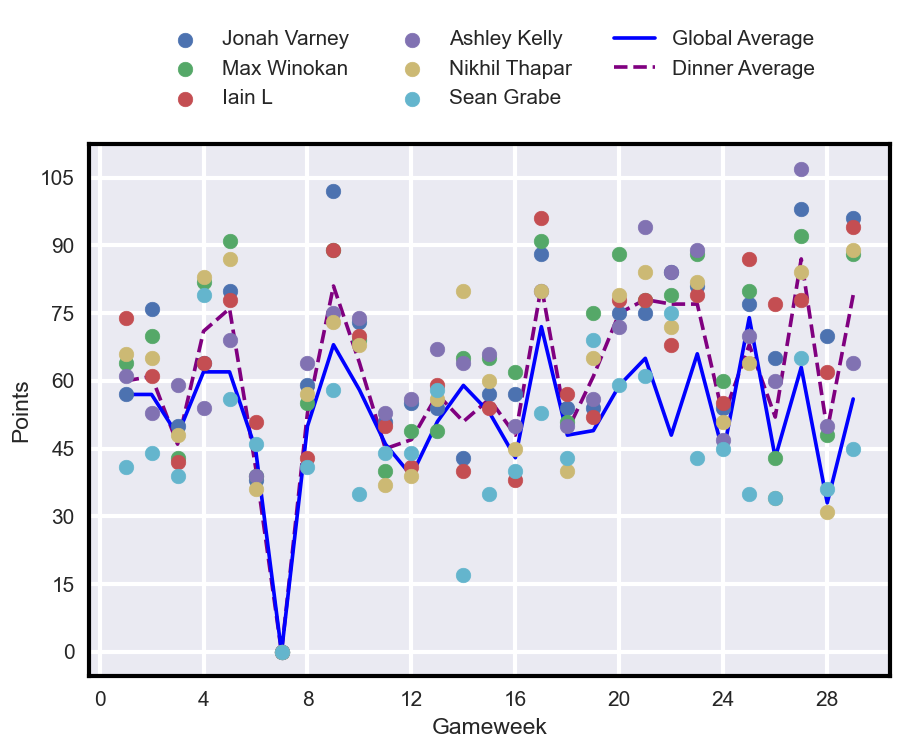 Jonah Varney
Max Winokan
Iain L
Ashley Kelly
Nikhil Thapar
Sean Grabe
Global Average
Dinner Average
Points
105
90
75
60
45
30
15
0
0 4 8 12 16 20 24 28
Gameweek